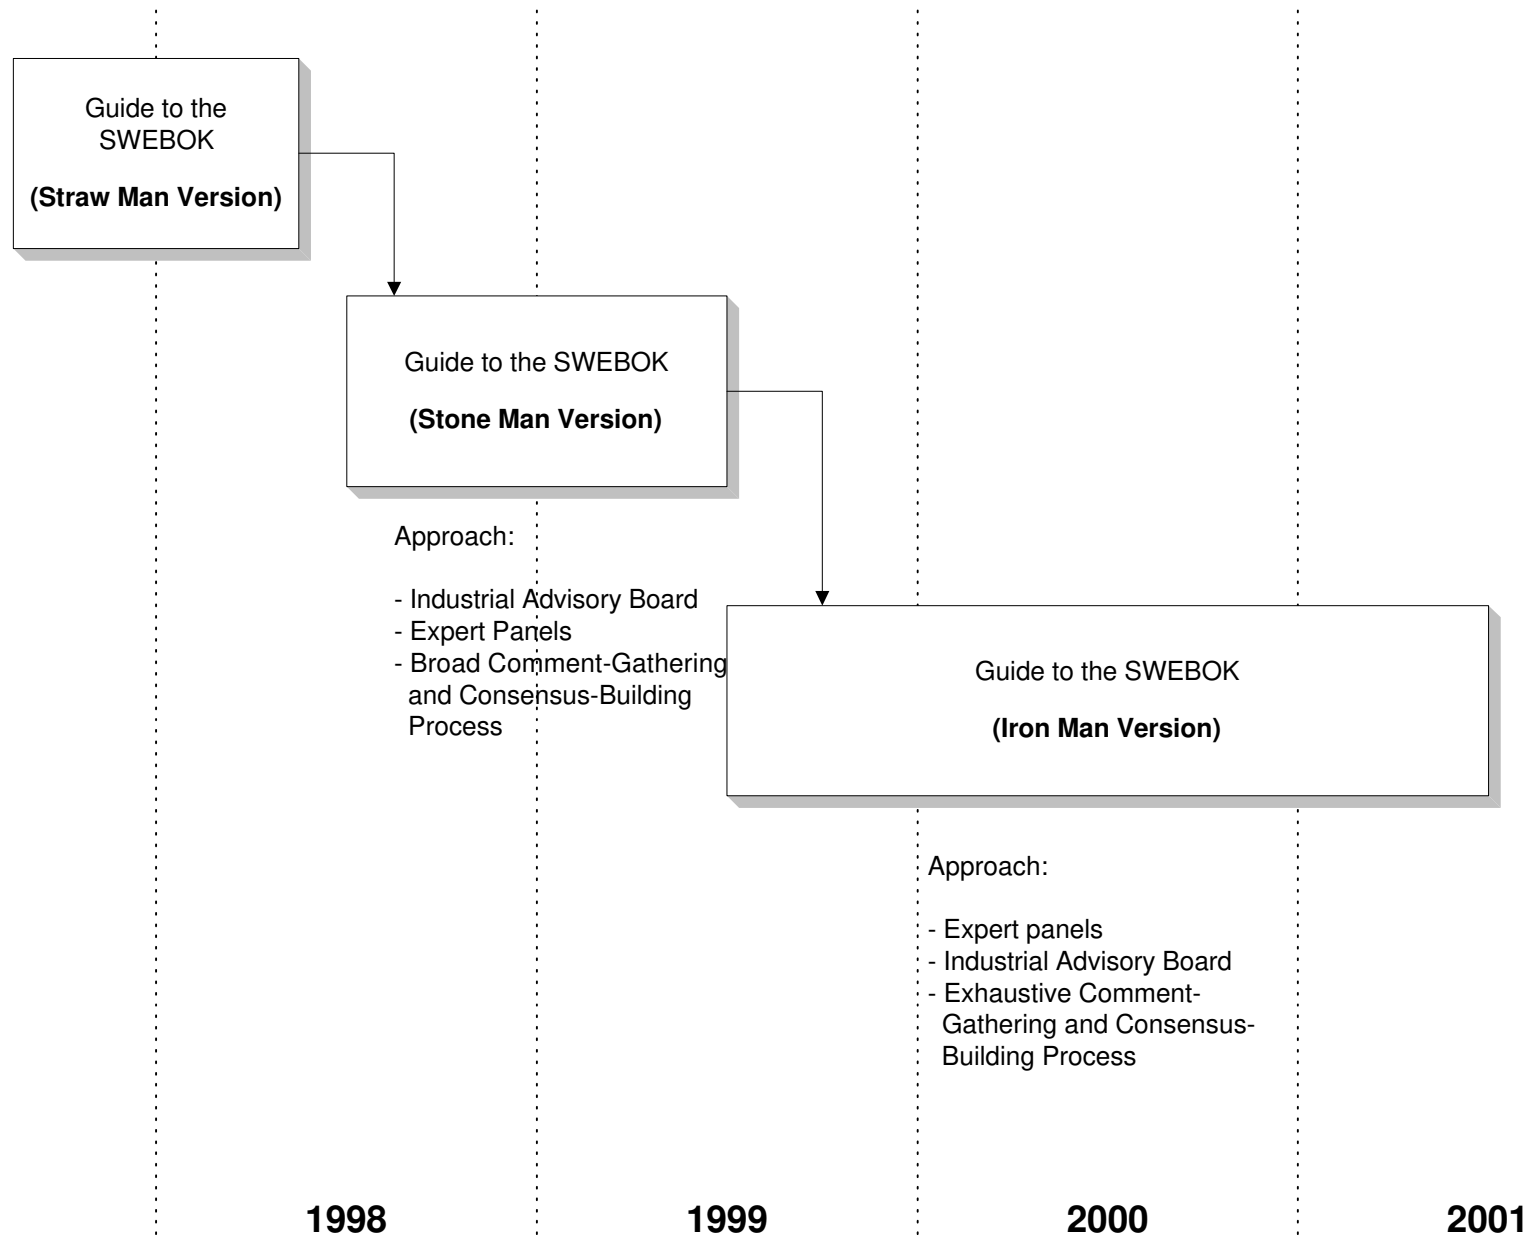 Guide to the
SWEBOK
(Straw Man Version)
Guide to the SWEBOK
(Stone Man Version)
Approach:
- Industrial Advisory Board
- Expert Panels
- Broad Comment-Gathering
and Consensus-Building
Process
Guide to the SWEBOK
(Iron Man Version)
Approach:
- Expert panels
- Industrial Advisory Board
- Exhaustive Comment-
Gathering and Consensus-
Building Process
1998 1999 2000 2001